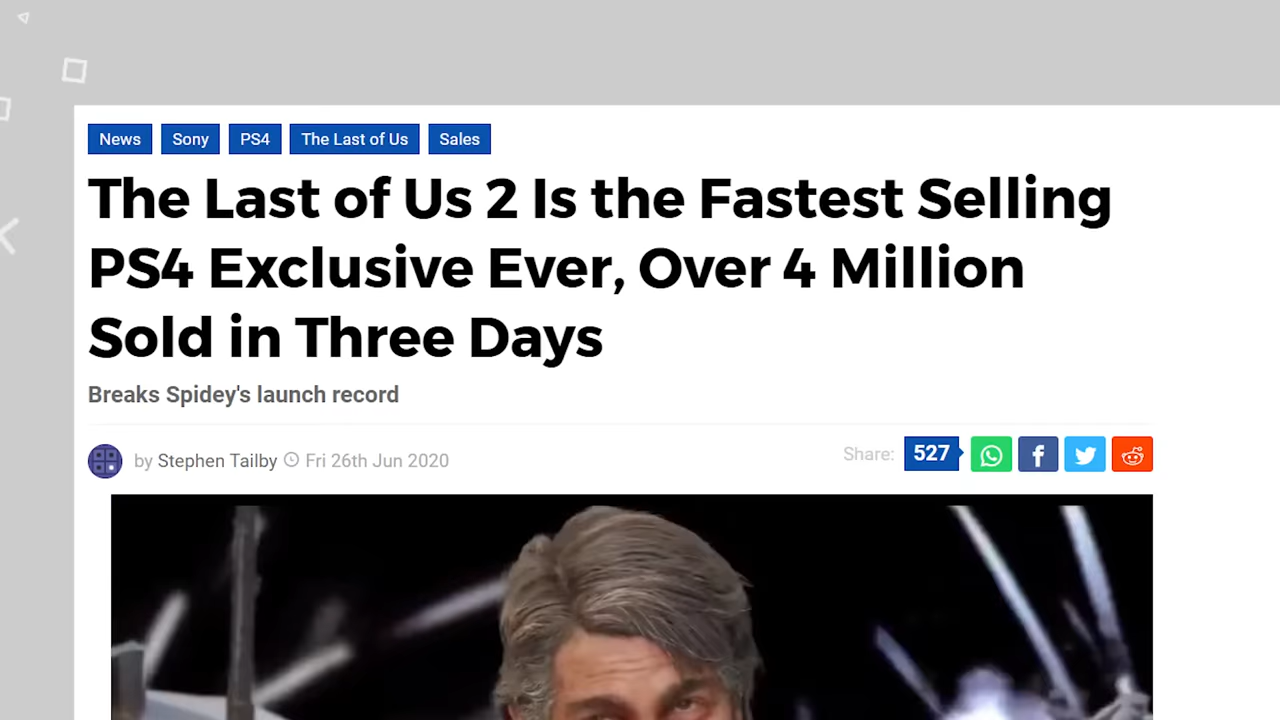 News Sony PS4 The Last of Us Sales
The Last of Us 2 Is the Fastest Selling
PS4 Exclusive Ever, Over 4 Million
Sold in Three Days
Breaks Spidey's launch record
by Stephen Tailby Fri 26th Jun 2020 Share: 527